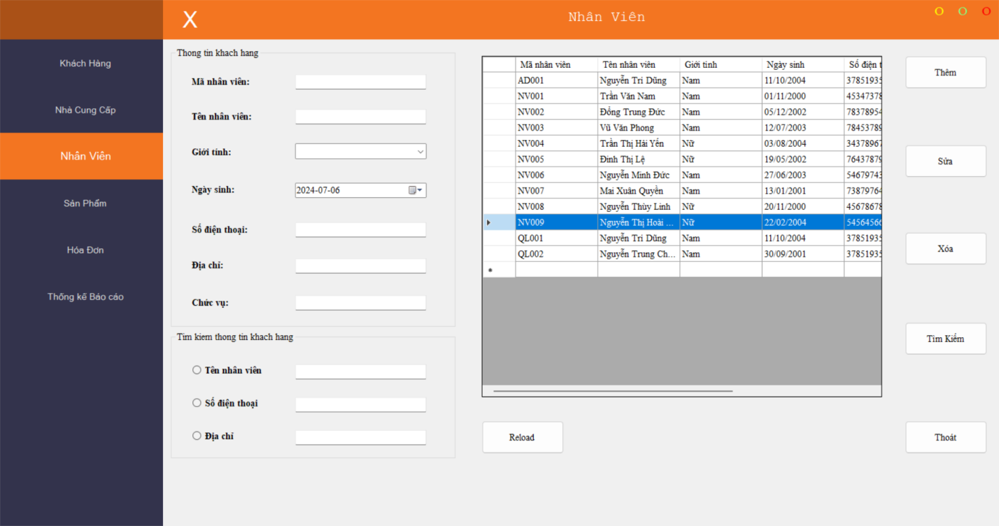 X
Nhân Viên
O O O
Khách Hàng
Nhà Cung Cấp
Nhân Viên
Sản Phẩm
Hóa Đơn
Thống kê Báo cáo
Thong tin khach hang
Mã nhân viên:
Tên nhân viên:
Giới tính:
Ngày sinh: 2024-07-06
Số điện thoại:
Địa chỉ:
Chức vụ:
Tim kiem thong tin khach hang
Tên nhân viên
Số điện thoại
Địa chỉ
Mã nhân viên Tên nhân viên Giới tính Ngày sinh Số điện t
AD001 Nguyễn Tri Dũng Nam 11/10/2004 37851935
NV001 Trần Văn Nam Nam 01/11/2000 45347378
NV002 Đồng Trung Đức Nam 05/12/2002 78378954
NV003 Vũ Văn Phong Nam 12/07/2003 78453789
NV004 Trần Thị Hải Yến Nữ 03/08/2004 34378967
NV005 Đinh Thị Lệ Nữ 19/05/2002 76437879
NV006 Nguyễn Minh Đức Nam 27/06/2003 54679743
NV007 Mai Xuân Quyền Nam 13/01/2001 73879764
NV008 Nguyễn Thùy Linh Nữ 20/11/2000 45678678
NV009 Nguyễn Thị Hoài ... Nữ 22/02/2004 54564566
QL001 Nguyễn Tri Dũng Nam 11/10/2004 37851935
QL002 Nguyễn Trung Ch... Nam 30/09/2001 37851935
Reload
Thêm
Sửa
Xóa
Tìm Kiếm
Thoát